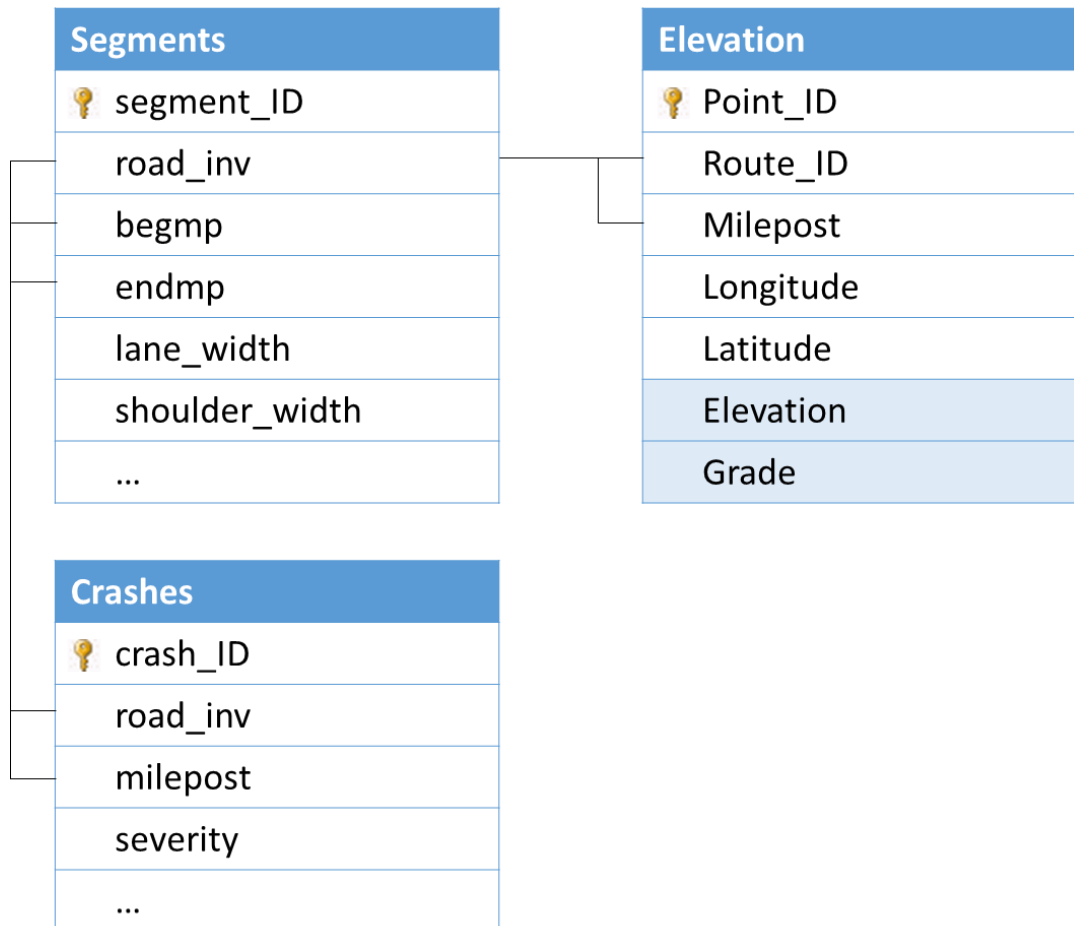 Segments
segment_ID
road_inv
begmp
endmp
lane_width
shoulder_width
...
Elevation
Point_ID
Route_ID
Milepost
Longitude
Latitude
Elevation
Grade
Crashes
crash_ID
road_inv
milepost
severity
...